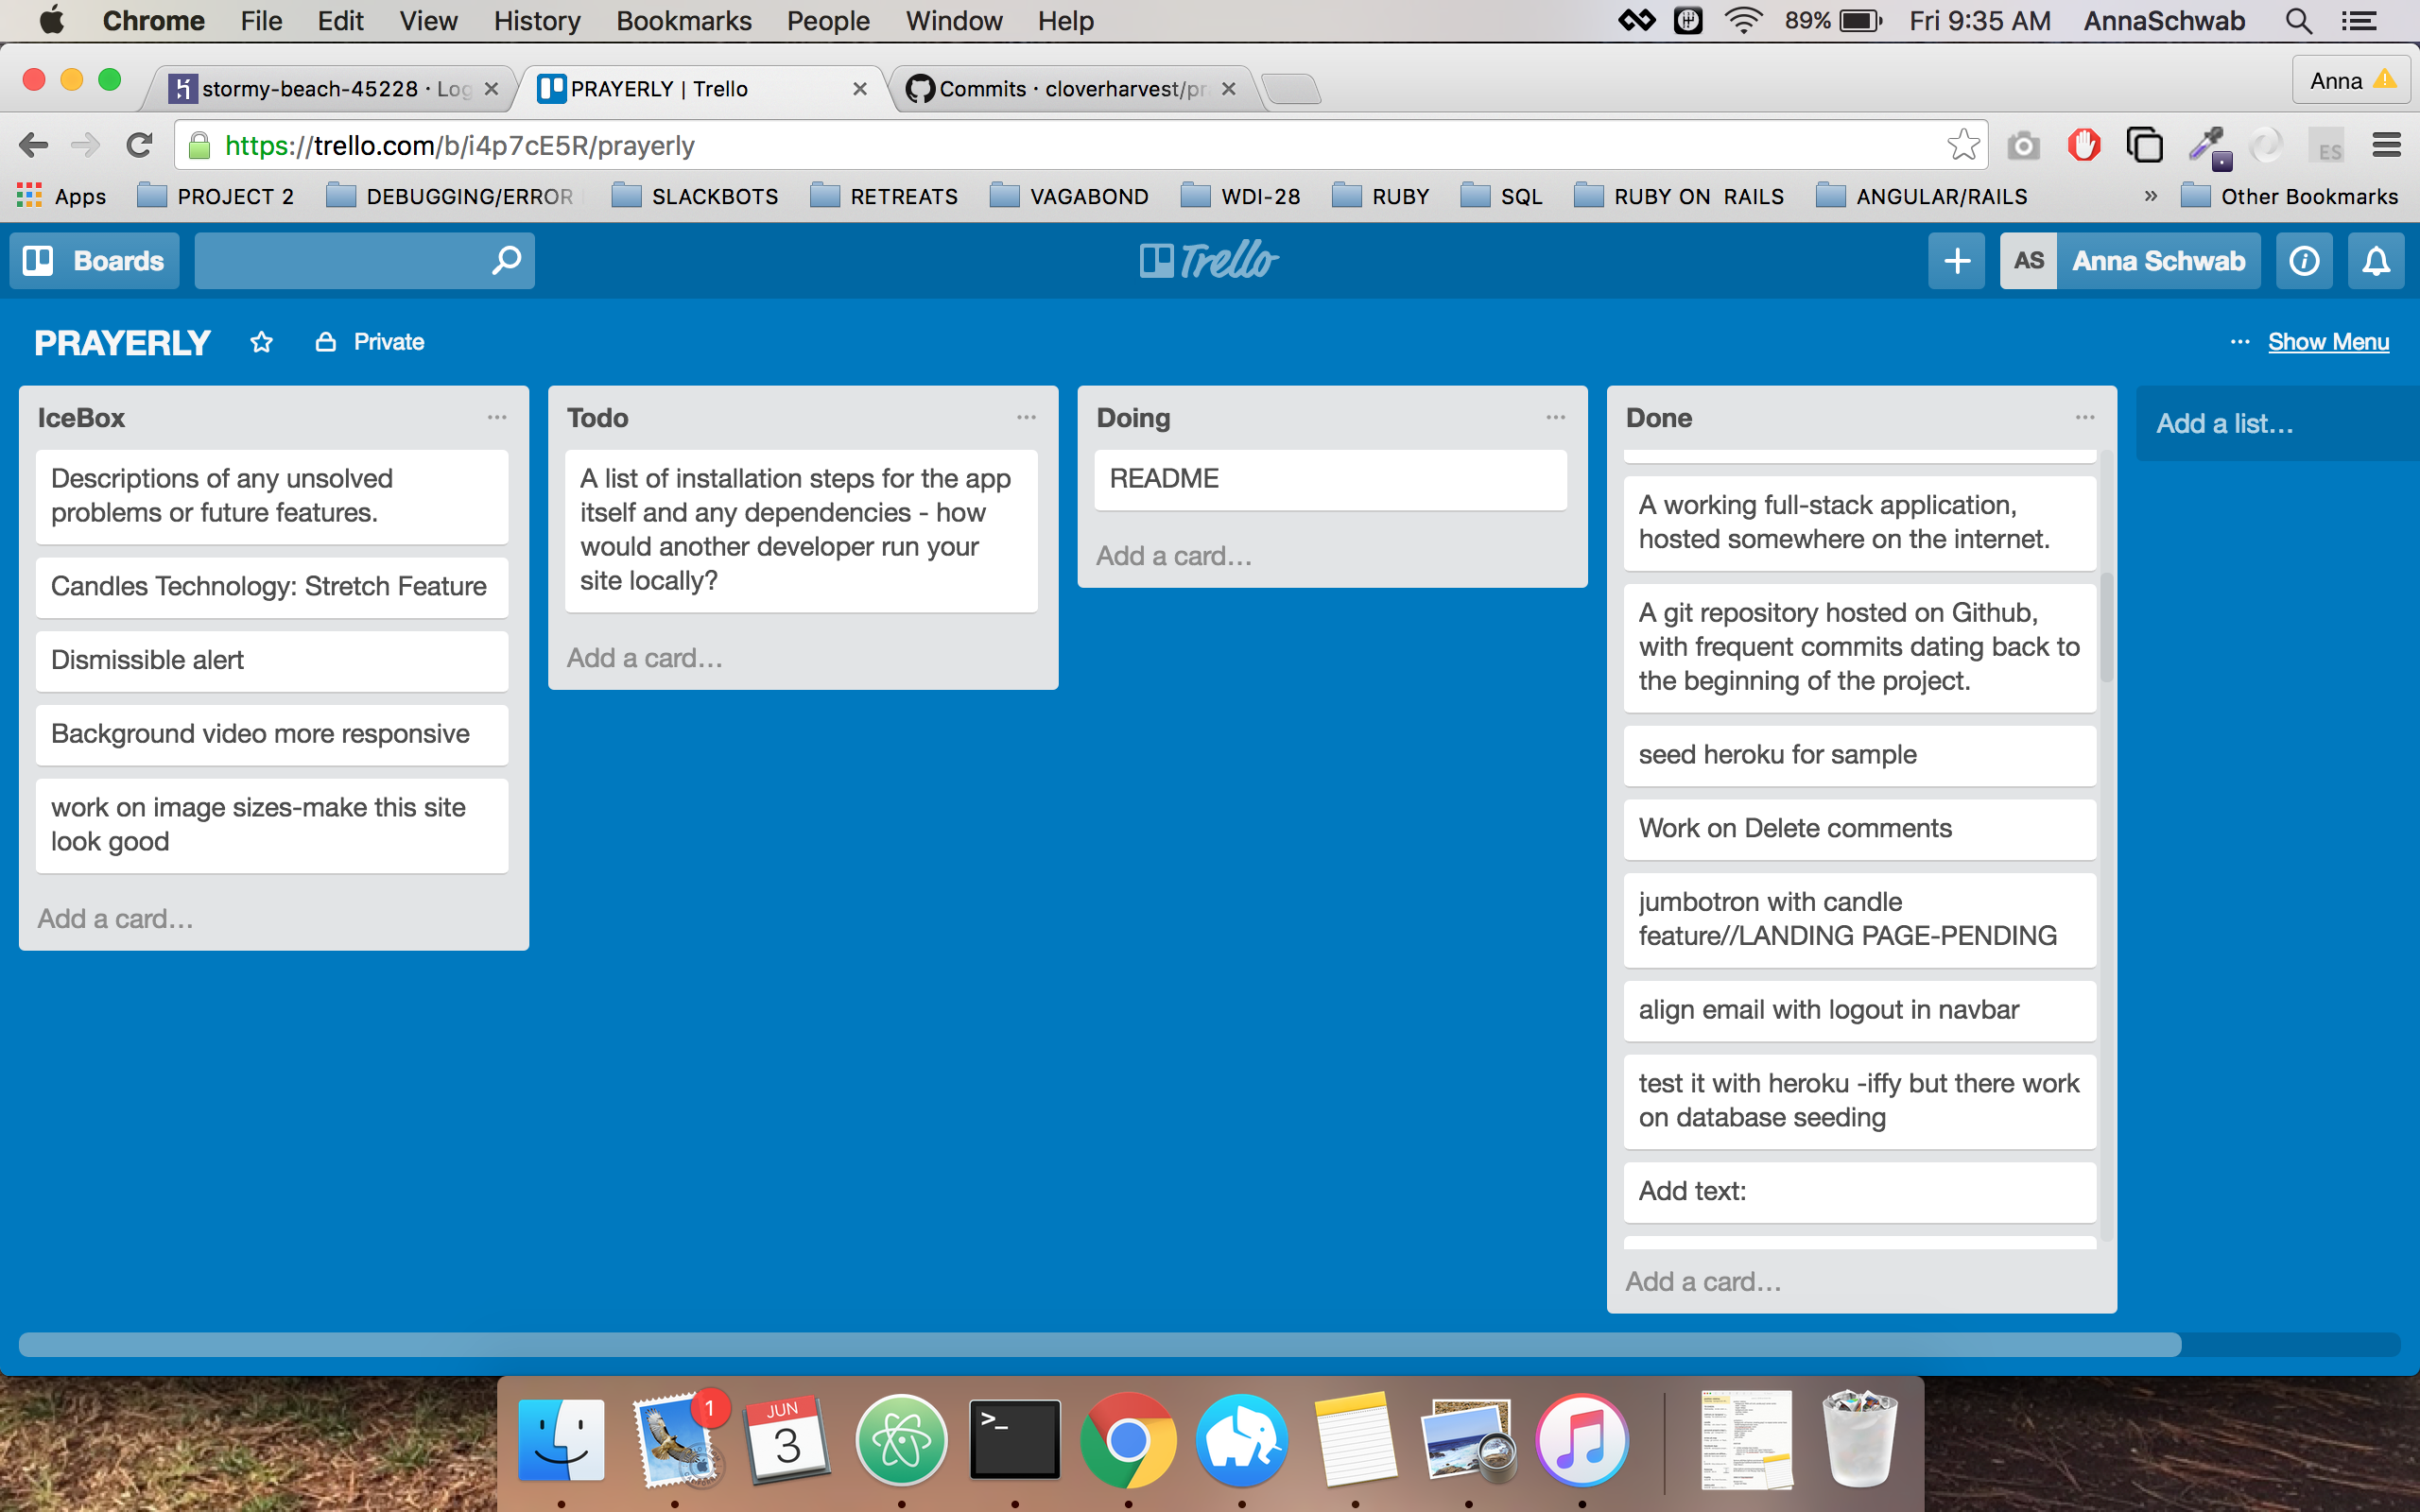 Chrome File Edit View History Bookmarks People Window Help 89% Fri 9:35 AM AnnaSchwab
stormy-beach-45228 · Log PRAYERLY | Trello Commits · cloverharvest/pr Anna
https://trello.com/b/i4p7cE5R/prayerly ES
Apps PROJECT 2 DEBUGGING/ERROR SLACKBOTS RETREATS VAGABOND WDI-28 RUBY SQL RUBY ON RAILS ANGULAR/RAILS » Other Bookmarks
Boards Trello + AS Anna Schwab
PRAYERLY Private ... Show Menu
IceBox
Descriptions of any unsolved
problems or future features.
Candles Technology: Stretch Feature
Dismissible alert
Background video more responsive
work on image sizes-make this site
look good
Add a card...
Todo
A list of installation steps for the app
itself and any dependencies - how
would another developer run your
site locally?
Add a card...
Doing
README
Add a card...
Done
A working full-stack application,
hosted somewhere on the internet.
A git repository hosted on Github,
with frequent commits dating back to
the beginning of the project.
seed heroku for sample
Work on Delete comments
jumbotron with candle
feature//LANDING PAGE-PENDING
align email with logout in navbar
test it with heroku -iffy but there work
on database seeding
Add text:
Add a card...
Add a list...
1
JUN
3
>_